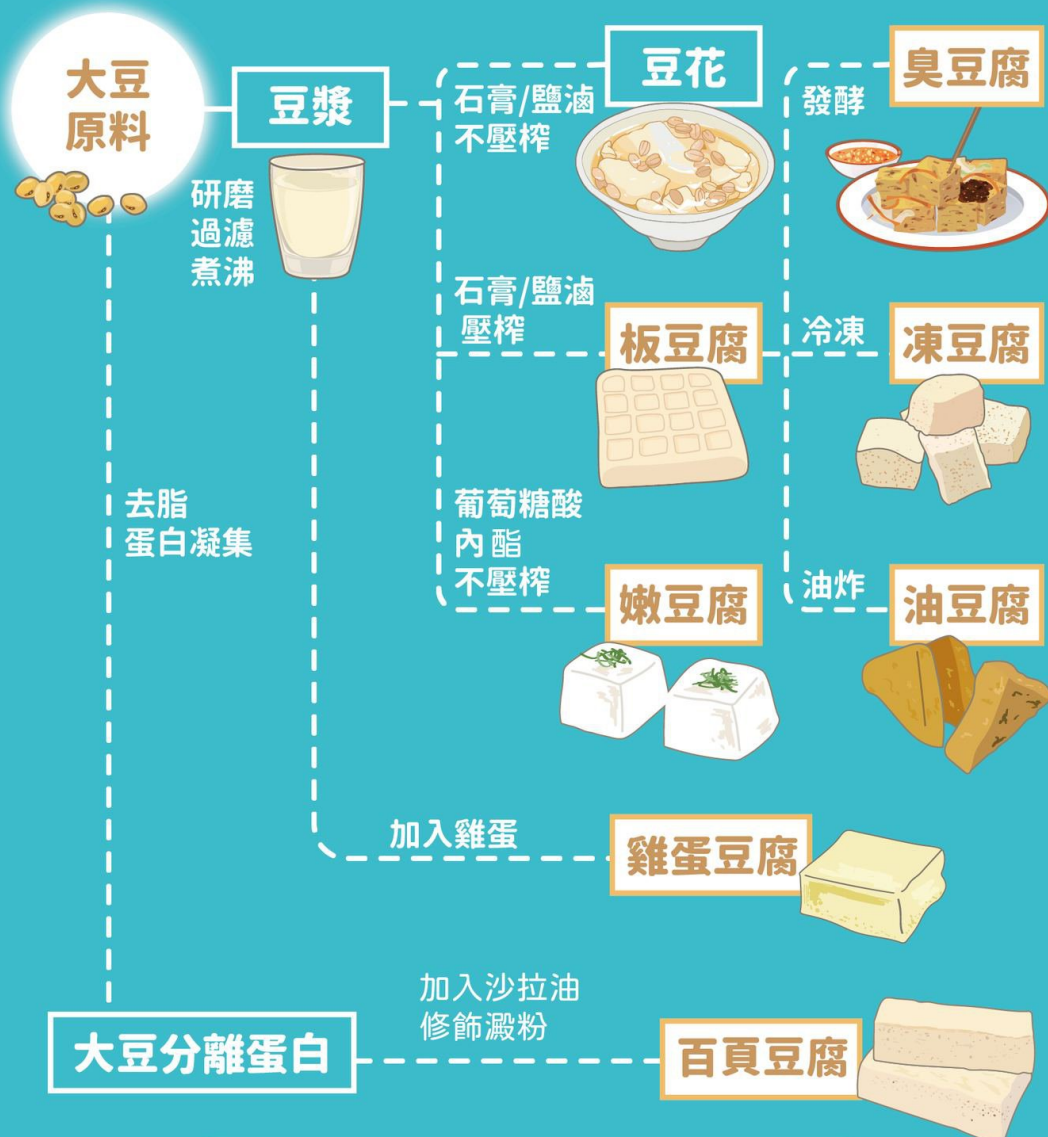 大豆
原料
豆漿
研磨
過濾
煮沸
石膏/鹽滷
不壓榨
豆花
發酵
臭豆腐
石膏/鹽滷
壓榨
板豆腐
冷凍
凍豆腐
葡萄糖酸
內酯
不壓榨
嫩豆腐
油炸
油豆腐
去脂
蛋白凝集
加入雞蛋
雞蛋豆腐
大豆分離蛋白
加入沙拉油
修飾澱粉
百頁豆腐